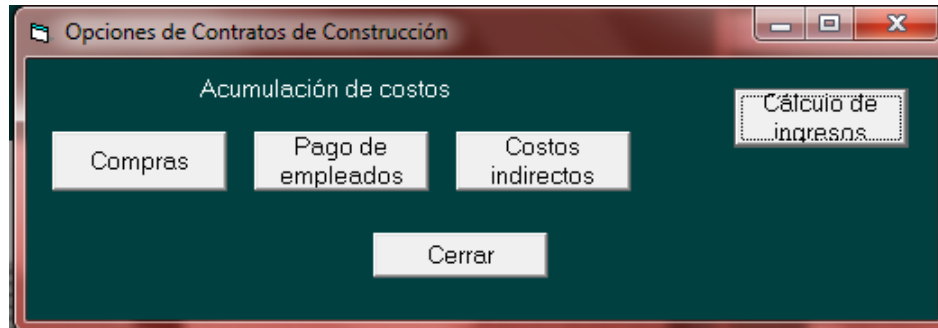 Opciones de Contratos de Construcción
Acumulación de costos
Cálculo de
ingresos
Compras
Pago de
empleados
Costos
indirectos
Cerrar